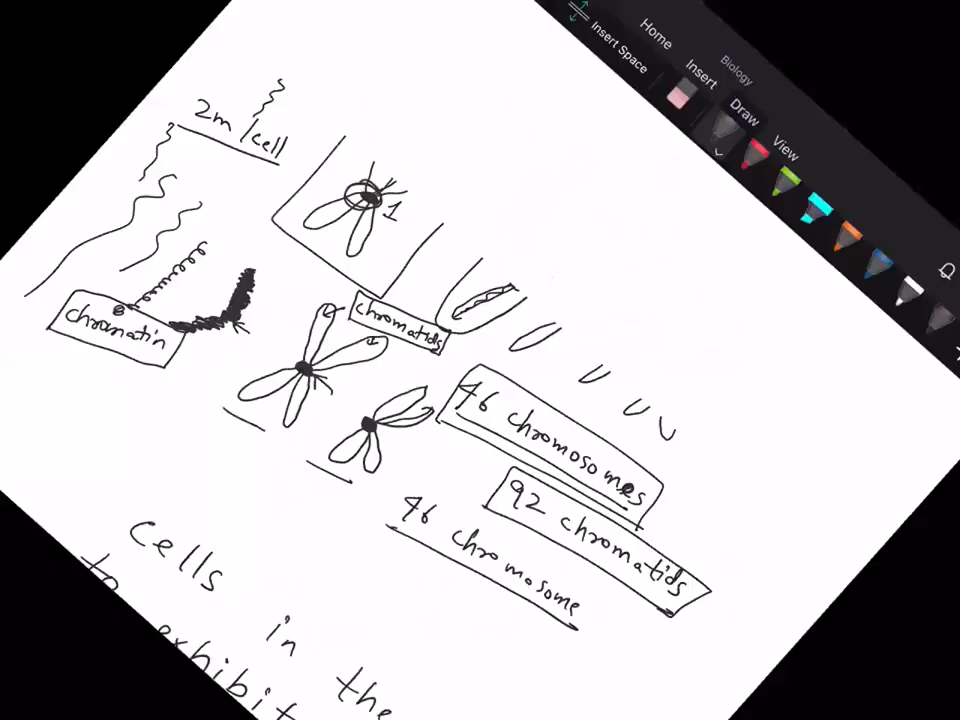 Home
Insert
Draw
View
Biology
Insert Space
2m/cell
1
chromatin
chromatids
46 chromosomes
92 chromatids
46 chromosome
Cells in the
to exhibit